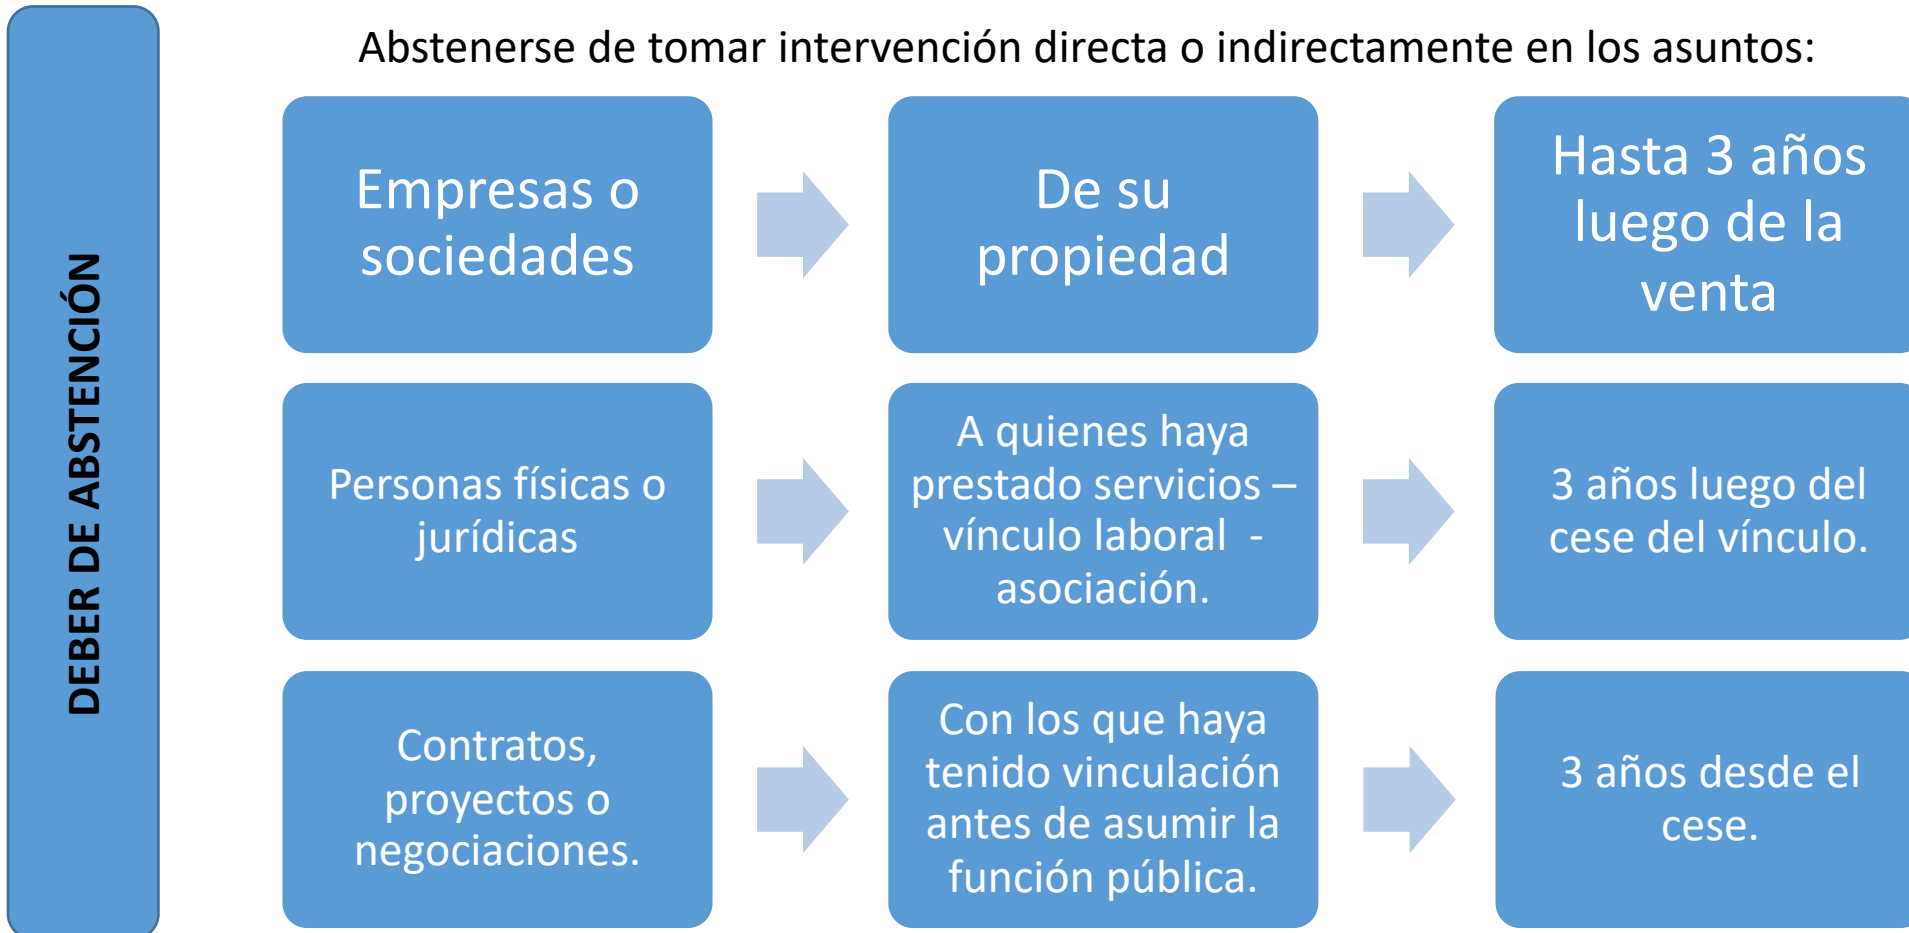 DEBER DE ABSTENCIÓN
Abstenerse de tomar intervención directa o indirectamente en los asuntos:
Empresas o
sociedades
De su
propiedad
Hasta 3 años
luego de la
venta
Personas físicas o
jurídicas
A quienes haya
prestado servicios –
vínculo laboral  -
asociación.
3 años luego del
cese del vínculo.
Contratos,
proyectos o
negociaciones.
Con los que haya
tenido vinculación
antes de asumir la
función pública.
3 años desde el
cese.